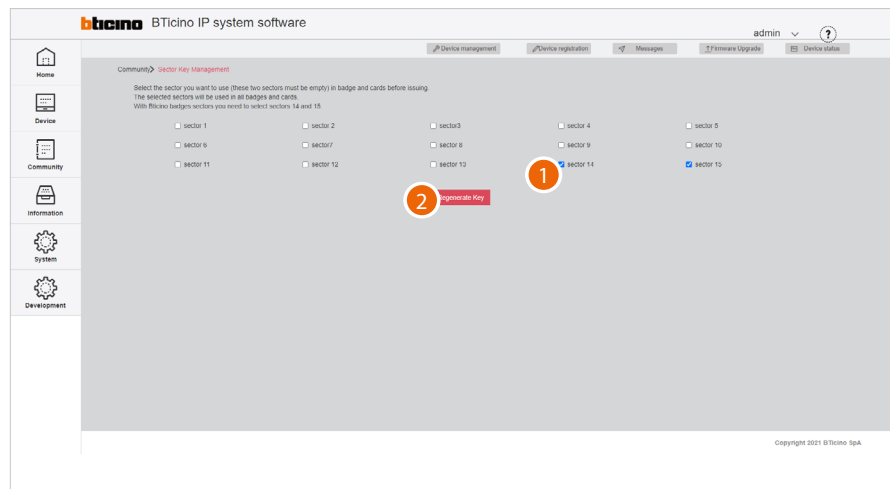 bticino BTicino IP system software
admin
?
Device management Device registration Messages Firmware Upgrade Device status
Home
Community Sector Key Management
Select the sector you want to use (these two sectors must be empty) in badge and cards before issuing.
The selected sectors will be used in all badges and cards.
With Bticino badges sectors you need to select sectors 14 and 15.
Device
sector 1 sector 2 sector3 sector 4 sector 5
sector 6 sector7 sector 8 sector 9 sector 10
Community
sector 11 sector 12 sector 13 sector 14 sector 15
1
2 Regenerate Key
Information
System
Development
Copyright 2021 BTicino SpA